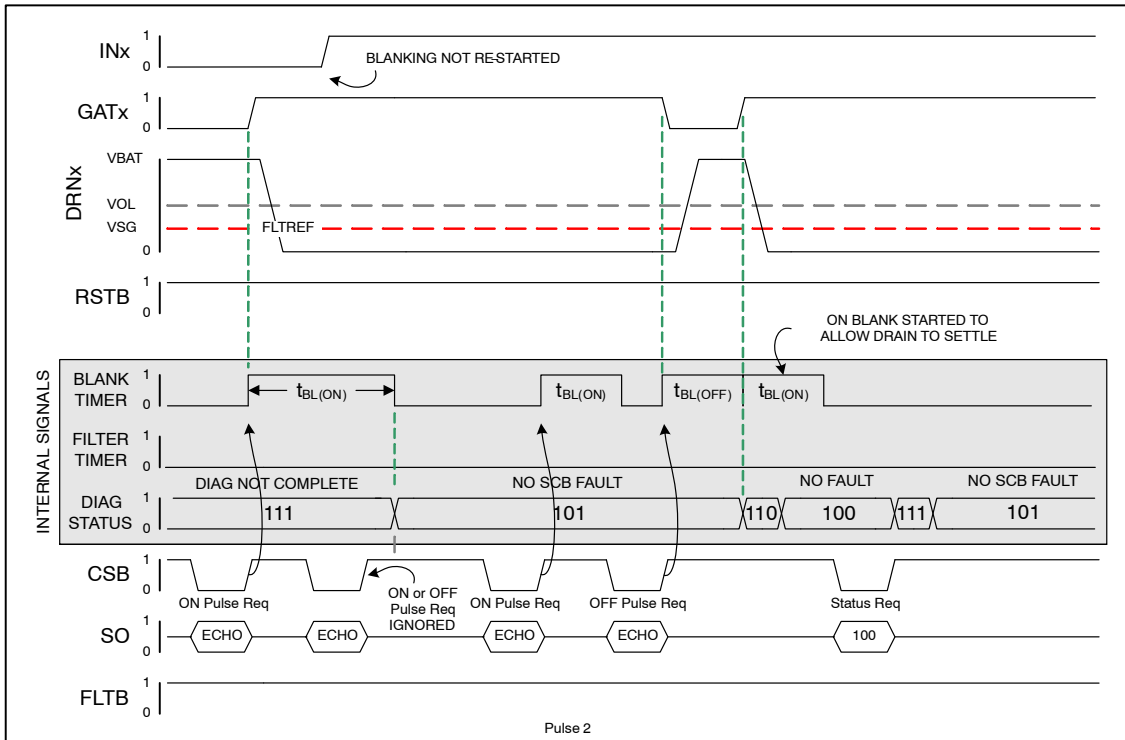 INx
1
0
BLANKING NOT RE-STARTED
GATx
1
0
DRNx
VBAT
VOL
VSG
FLTREF
0
RSTB
1
0
ON BLANK STARTED TO
ALLOW DRAIN TO SETTLE
INTERNAL SIGNALS
BLANK
TIMER
1
0
tBL(ON)
tBL(ON)
tBL(OFF)
tBL(ON)
FILTER
TIMER
1
0
DIAG NOT COMPLETE
NO SCB FAULT
NO FAULT
NO SCB FAULT
DIAG
STATUS
1
0
111
101
110
100
111
101
CSB
1
0
ON Pulse Req
ON or OFF
Pulse Req
IGNORED
ON Pulse Req
OFF Pulse Req
Status Req
SO
1
0
ECHO
ECHO
ECHO
ECHO
100
FLTB
1
0
Pulse 2